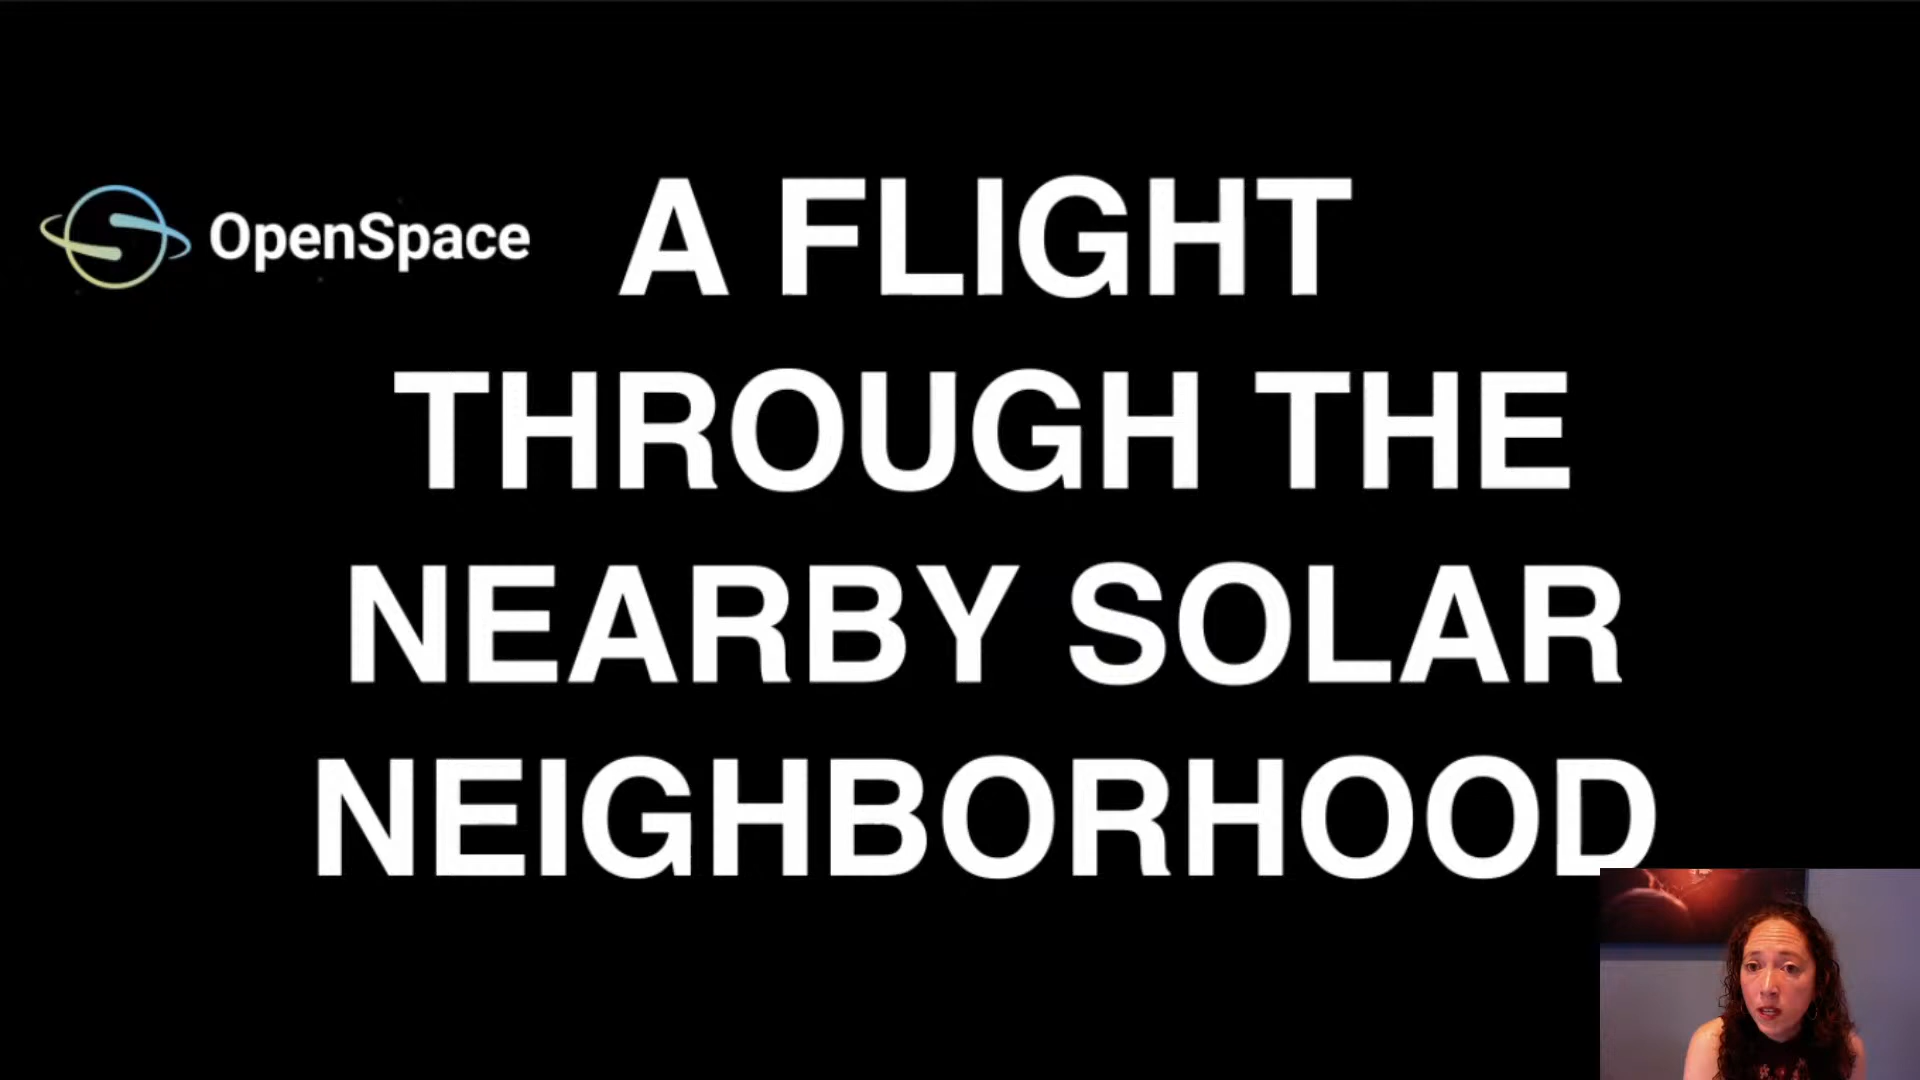 OpenSpace
A FLIGHT
THROUGH THE
NEARBY SOLAR
NEIGHBORHOOD